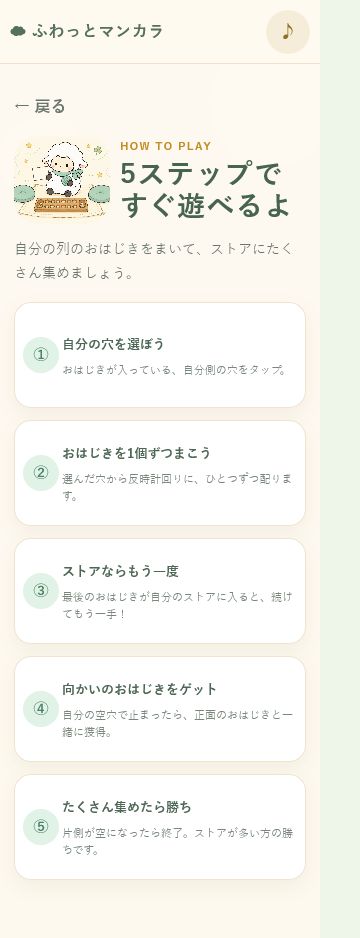 ふわっとマンカラ
♪
← 戻る
HOW TO PLAY
5ステップで
すぐ遊べるよ
自分の列のおはじきをまいて、ストアにたく
さん集めましょう。
① 自分の穴を選ぼう
おはじきが入っている、自分側の穴をタップ。
② おはじきを1個ずつまこう
選んだ穴から反時計回りに、ひとつずつ配りま
す。
③ ストアならもう一度
最後のおはじきが自分のストアに入ると、続け
てもう一手！
④ 向かいのおはじきをゲット
自分の空穴で止まったら、正面のおはじきと一
緒に獲得。
⑤ たくさん集めたら勝ち
片側が空になったら終了。ストアが多い方の勝
ちです。